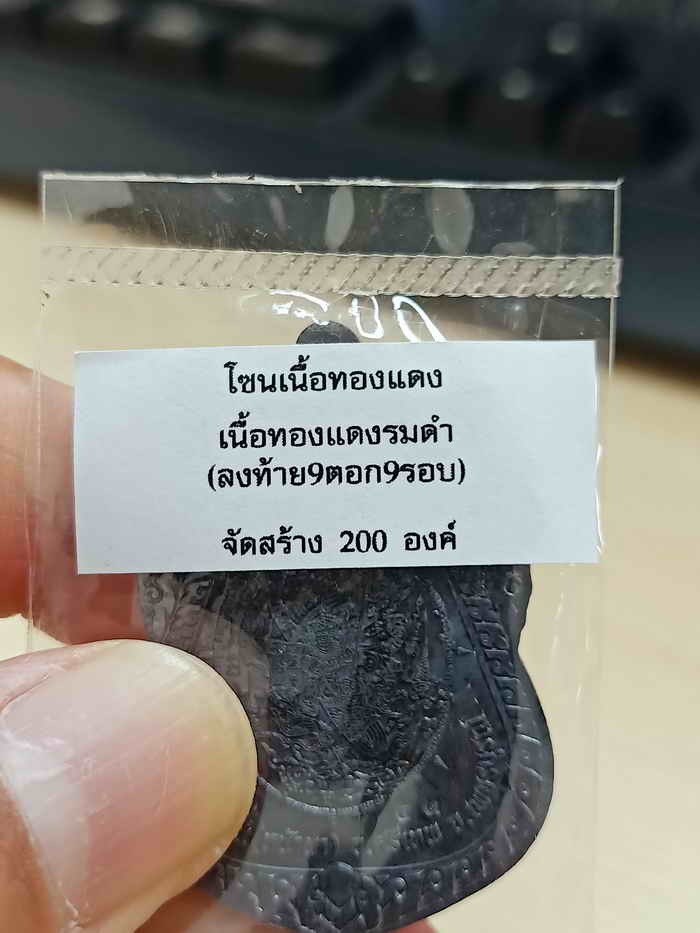 โซนเนื้อทองแดง
เนื้อทองแดงรมดำ
(ลงท้าย9ตอก9รอบ)
จัดสร้าง 200 องค์